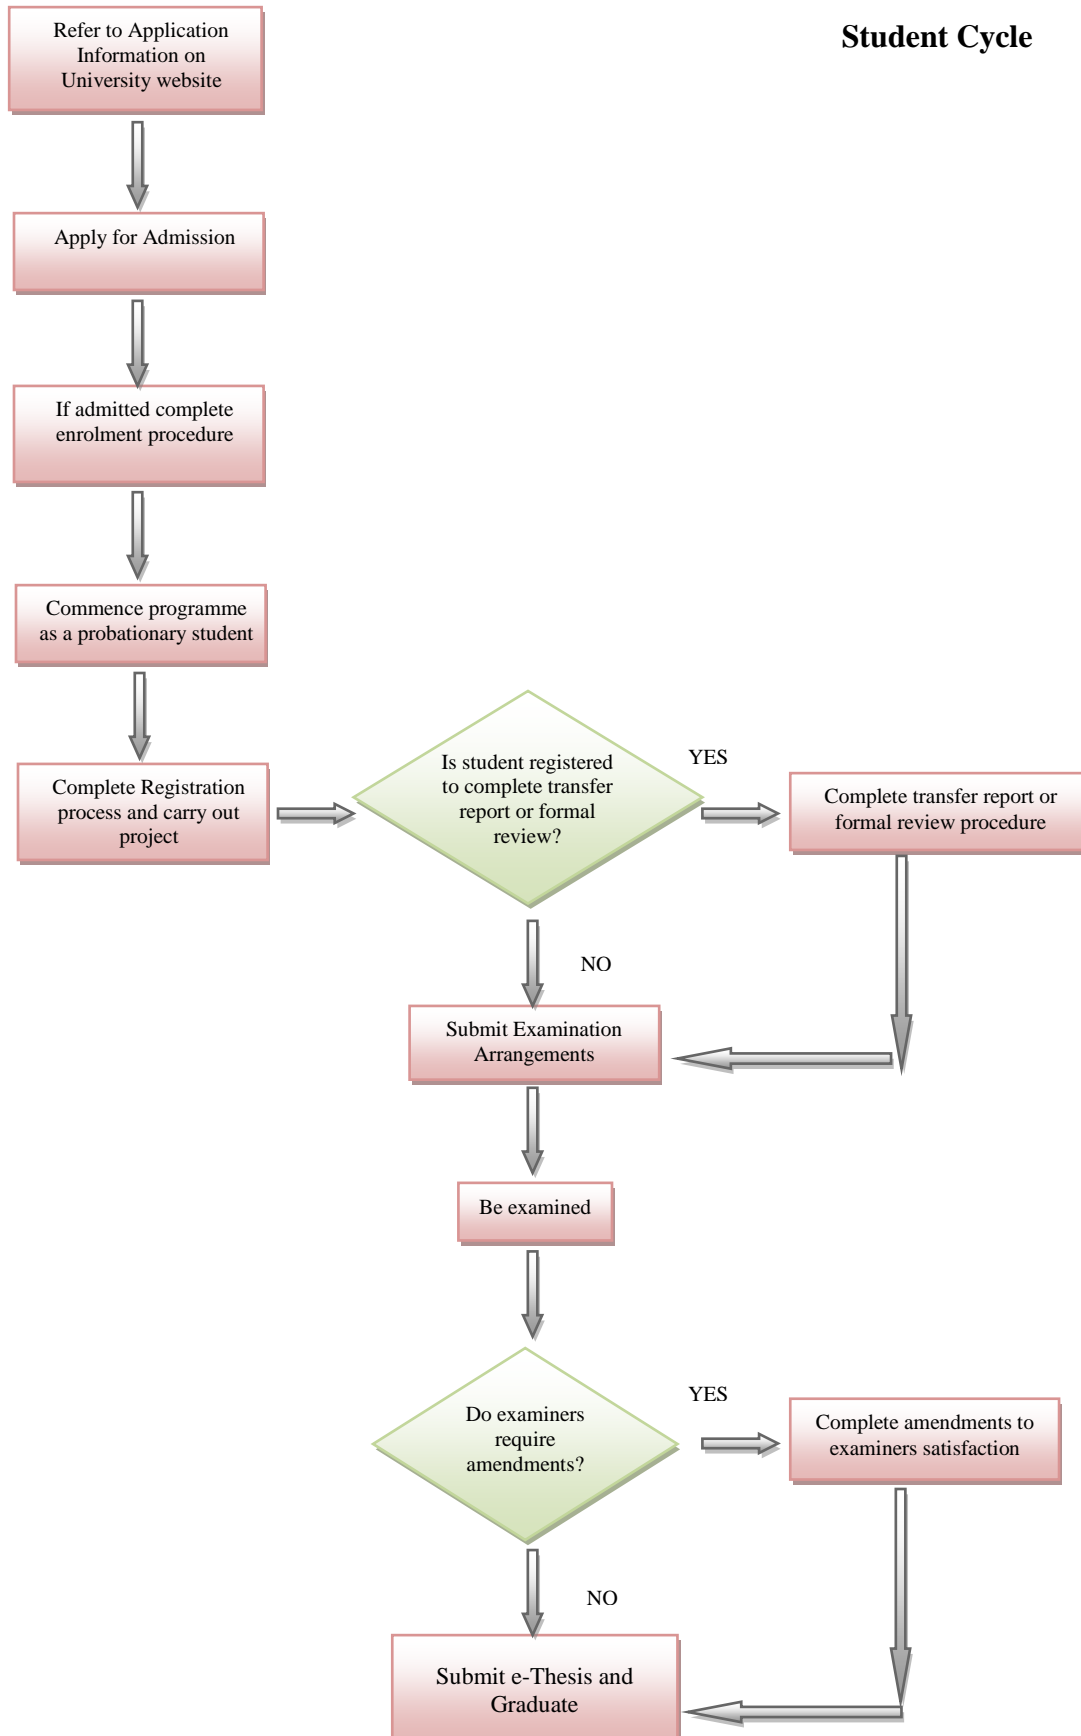 Student Cycle
Refer to Application
Information on
University website
Apply for Admission
If admitted complete
enrolment procedure
Commence programme
as a probationary student
Complete Registration
process and carry out
project
Is student registered
to complete transfer
report or formal
review?
YES
Complete transfer report or
formal review procedure
NO
Submit Examination
Arrangements
Be examined
Do examiners
require
amendments?
YES
Complete amendments to
examiners satisfaction
NO
Submit e-Thesis and
Graduate